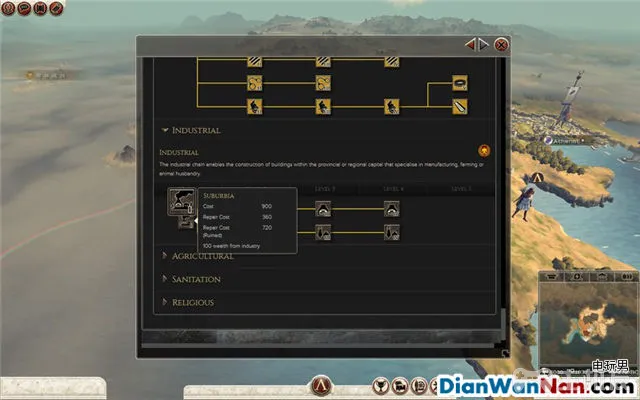 INDUSTRIAL
INDUSTRIAL
The industrial chain enables the construction of buildings within the provincial or regional capital that specialise in manufacturing, farming or
animal husbandry.
SUBURBIA
LEVEL 3
LEVEL 4
LEVEL 5
Cost 900
Repair Cost 360
Repair Cost 720
(Ruined)
100 wealth from industry
AGRICULTURAL
SANITATION
RELIGIOUS
Athenai
电玩男
DianWanNan.com